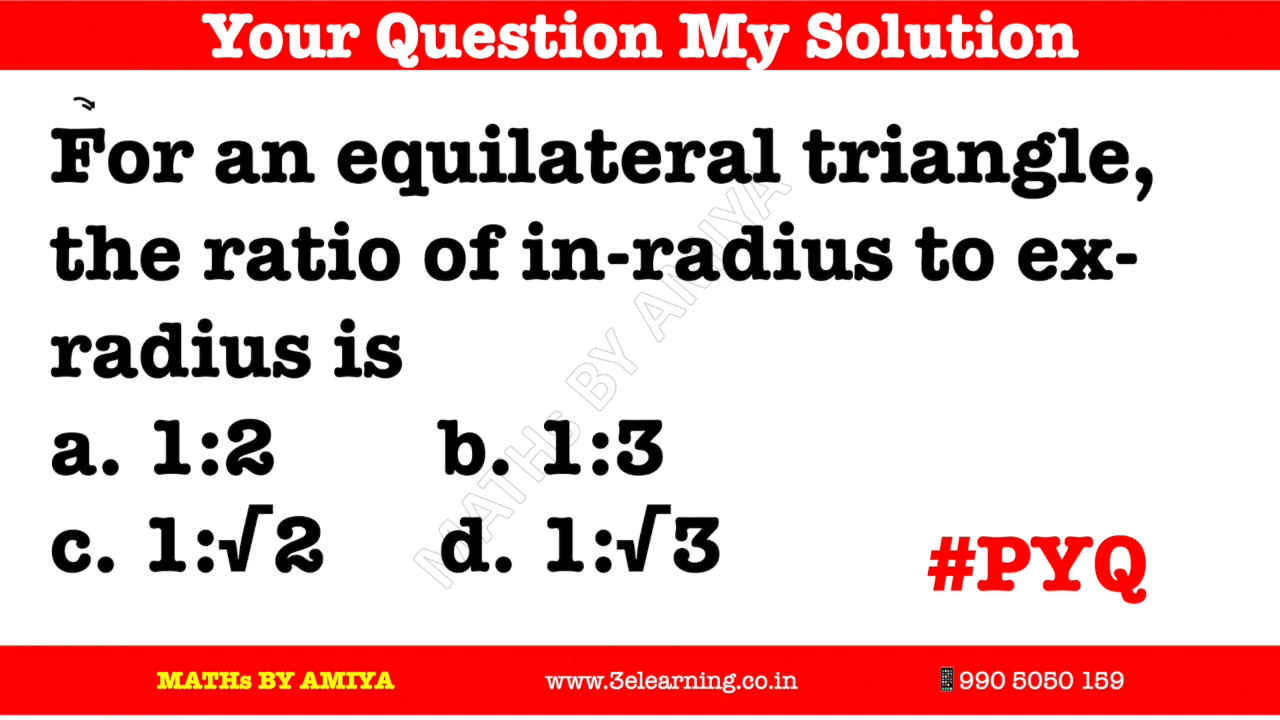 Your Question My Solution
For an equilateral triangle,
the ratio of in-radius to ex-
radius is
a. 1:2 b. 1:3
c. 1:√2 d. 1:√3
MATHs BY AMIYA
#PYQ
MATHs BY AMIYA www.3elearning.co.in 990 5050 159